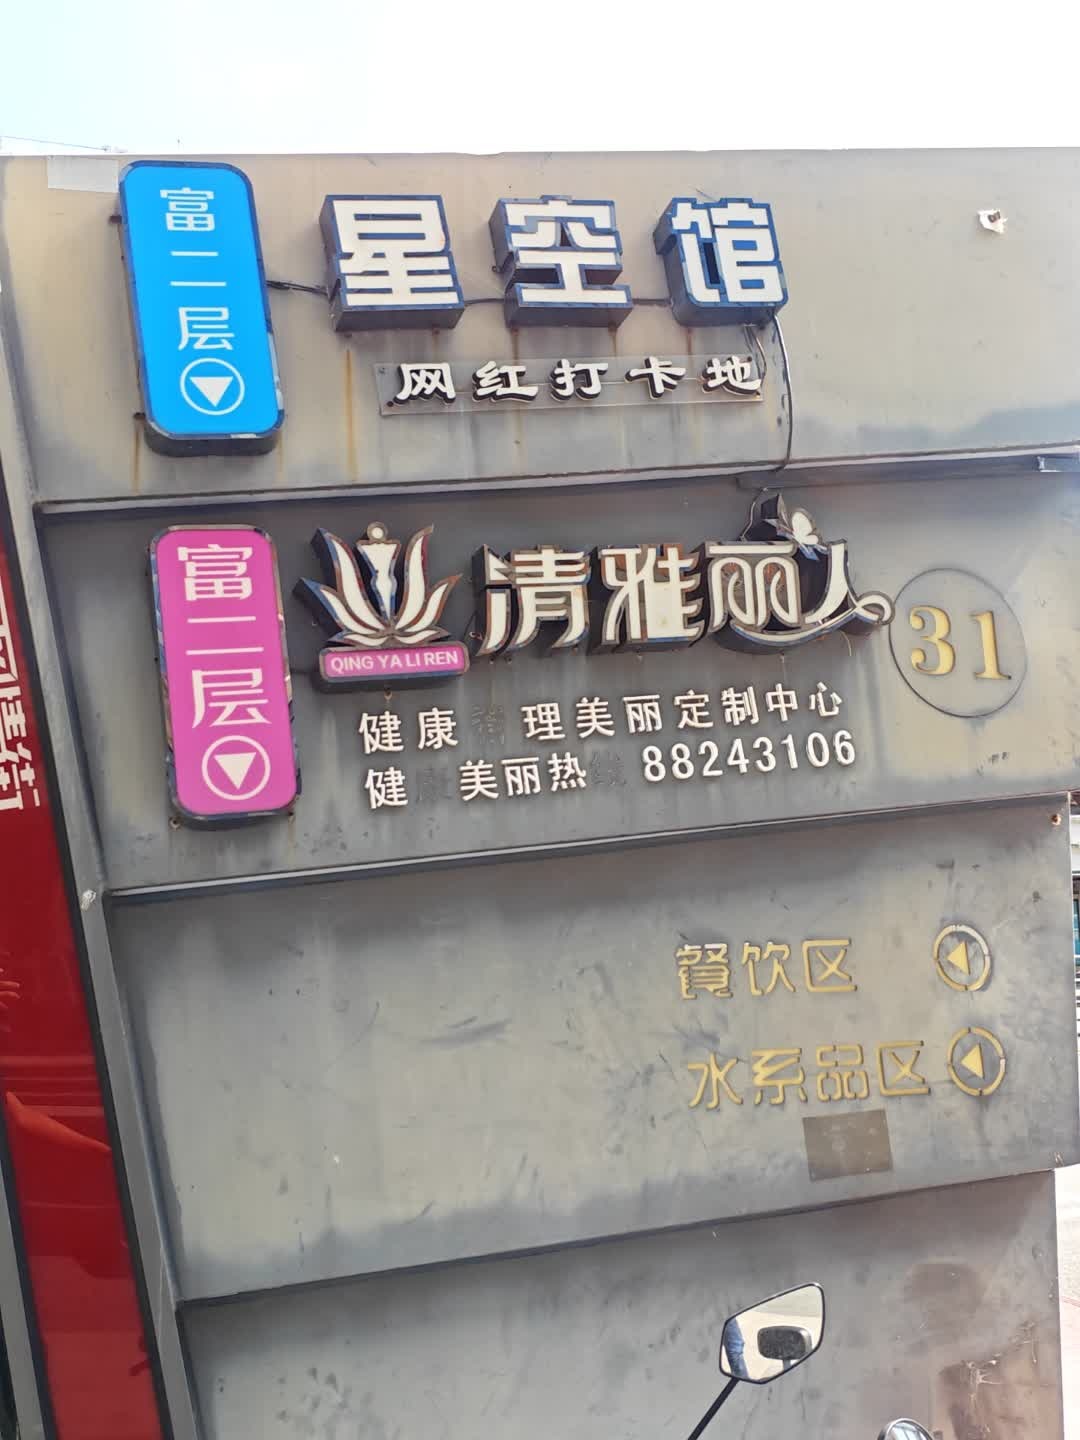 富二层
星空馆
网红打卡地
富二层
清雅丽人
QING YA LI REN
31
健康 理美丽定制中心
健康美丽热线 88243106
餐饮区
水系品区